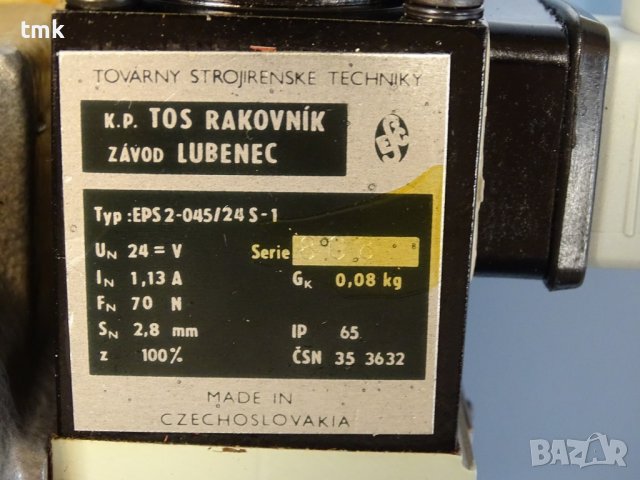 tmk
TOVÁRNY STROJÍRENSKÉ TECHNIKY
K.P. TOS RAKOVNÍK
ZÁVOD LUBENEC
Typ : EPS 2-045/24 S-1
UN 24 = V Serie
IN 1,13 A GK 0,08 kg
FN 70 N
SN 2,8 mm IP 65
z 100% ČSN 35 3632
MADE IN
CZECHOSLOVAKIA
BAZAR